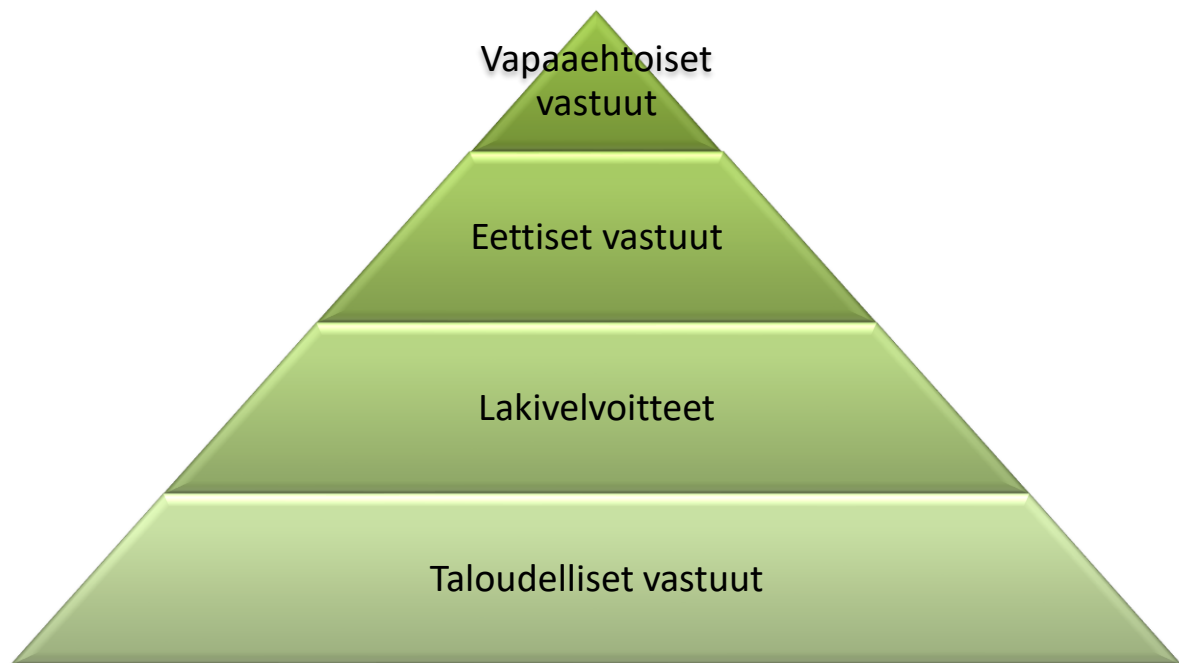 Vapaaehtoiset
vastuut
Eettiset vastuut
Lakivelvoitteet
Taloudelliset vastuut